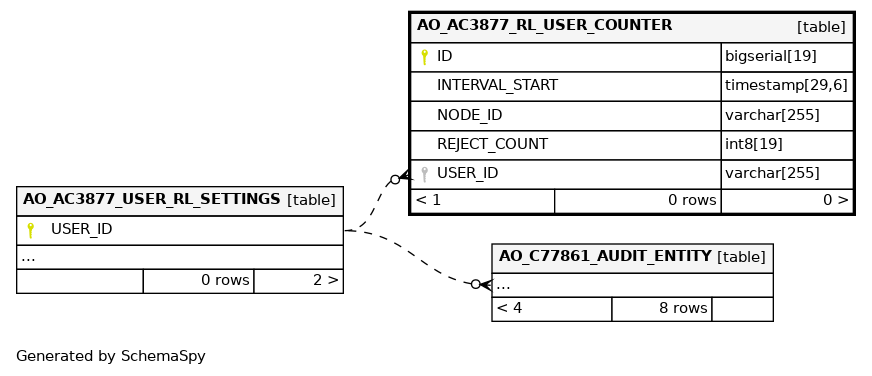 AO_AC3877_RL_USER_COUNTER [table]
ID bigserial[19]
INTERVAL_START timestamp[29,6]
NODE_ID varchar[255]
REJECT_COUNT int8[19]
USER_ID varchar[255]
< 1 0 rows 0 >
AO_AC3877_USER_RL_SETTINGS [table]
USER_ID
...
0 rows 2 >
AO_C77861_AUDIT_ENTITY [table]
...
< 4 8 rows
Generated by SchemaSpy